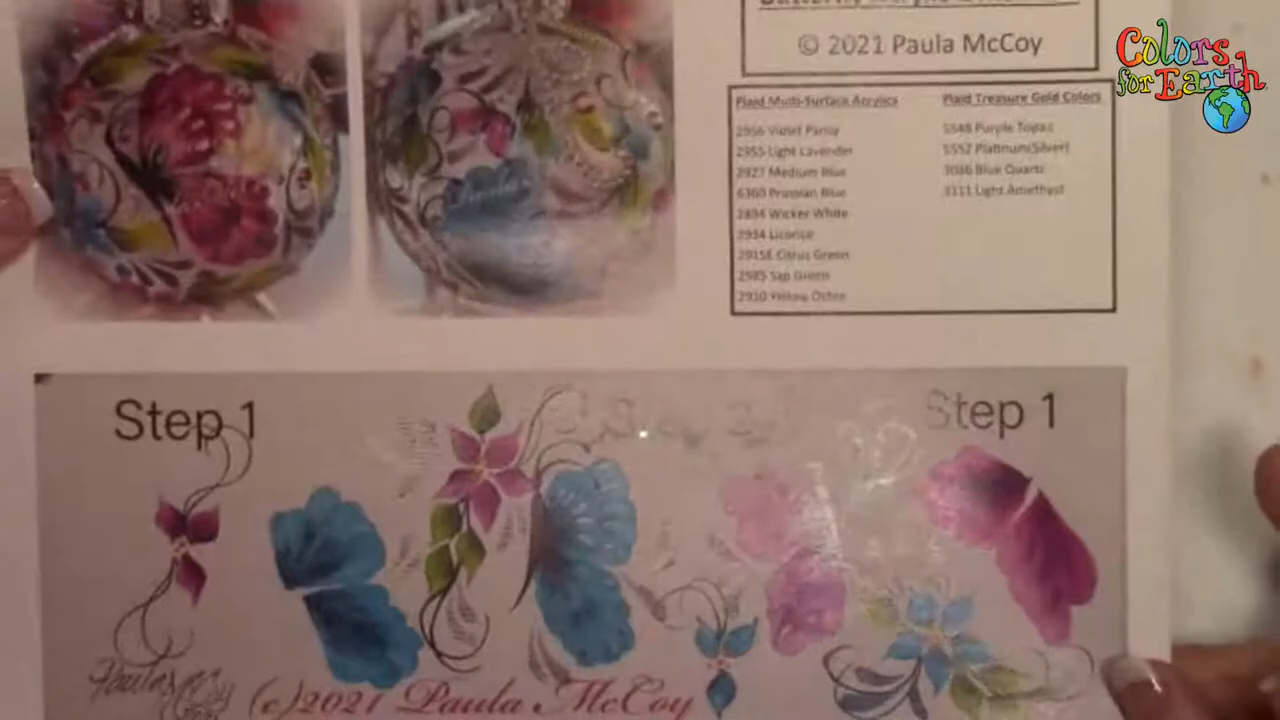 © 2021 Paula McCoy
Colors
for Earth
Plaid Multi-Surface Acrylics
2956 Violet Pansy
2955 Light Lavender
2927 Medium Blue
6360 Prussian Blue
2894 Wicker White
2934 Licorice
2915E Citrus Green
2985 Sap Green
2930 Yellow Ochre
Plaid Treasure Gold Colors
5548 Purple Topaz
5552 Platinum(Silver)
3086 Blue Quartz
3111 Light Amethyst
Step 1
Step 1
(c)2021 Paula McCoy